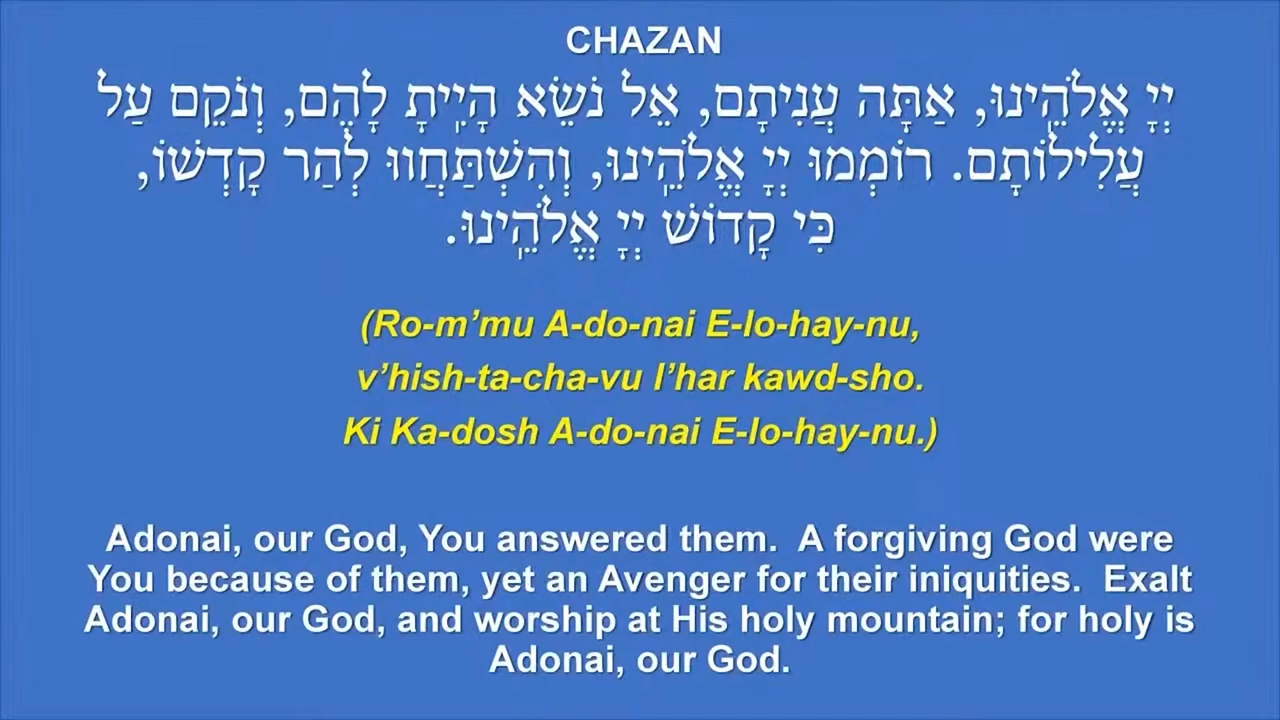 CHAZAN
יְיָ אֱלֹהֵֽינוּ, אַתָּה עֲנִיתָם, אֵל נֹשֵׂא הָיִֽיתָ לָהֶם, וְנֹקֵם עַל
עֲלִילוֹתָם. רוֹמְמוּ יְיָ אֱלֹהֵֽינוּ, וְהִשְׁתַּחֲווּ לְהַר קָדְשׁוֹ,
כִּי קָדוֹשׁ יְיָ אֱלֹהֵֽינוּ.
(Ro-m’mu A-do-nai E-lo-hay-nu,
v’hish-ta-cha-vu l’har kawd-sho.
Ki Ka-dosh A-do-nai E-lo-hay-nu.)
Adonai, our God, You answered them.  A forgiving God were
You because of them, yet an Avenger for their iniquities.  Exalt
Adonai, our God, and worship at His holy mountain; for holy is
Adonai, our God.